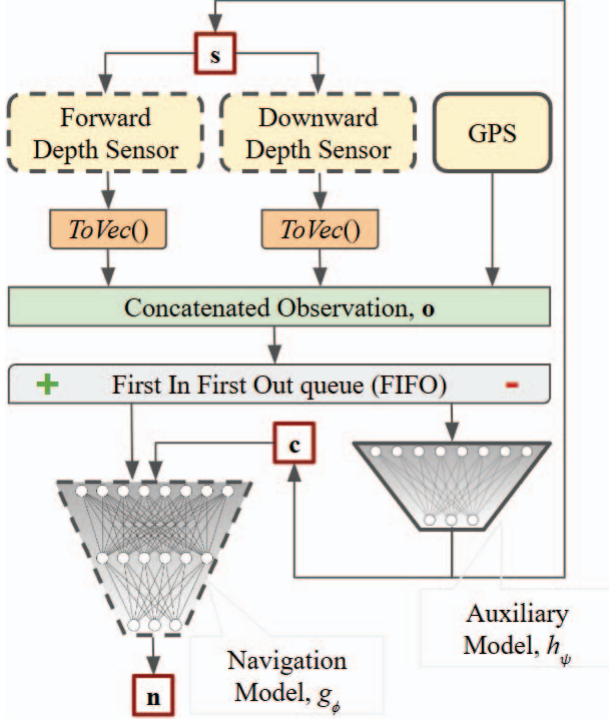 s
Forward
Depth Sensor
Downward
Depth Sensor
GPS
ToVec()
ToVec()
Concatenated Observation, o
+ First In First Out queue (FIFO) -
c
Auxiliary
Model, hψ
Navigation
Model, gϕ
n